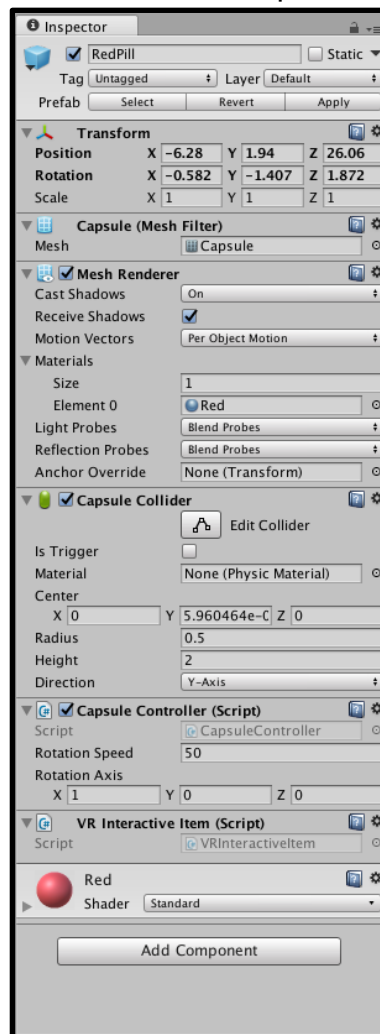 Inspector
RedPill Static
Tag Untagged Layer Default
Prefab Select Revert Apply
Transform
Position X -6.28 Y 1.94 Z 26.06
Rotation X -0.582 Y -1.407 Z 1.872
Scale X 1 Y 1 Z 1
Capsule (Mesh Filter)
Mesh Capsule
Mesh Renderer
Cast Shadows On
Receive Shadows
Motion Vectors Per Object Motion
Materials
Size 1
Element 0 Red
Light Probes Blend Probes
Reflection Probes Blend Probes
Anchor Override None (Transform)
Capsule Collider
Edit Collider
Is Trigger
Material None (Physic Material)
Center
X 0 Y 5.960464e-0 Z 0
Radius 0.5
Height 2
Direction Y-Axis
C# Capsule Controller (Script)
Script CapsuleController
Rotation Speed 50
Rotation Axis
X 1 Y 0 Z 0
C# VR Interactive Item (Script)
Script VRInteractiveItem
Red
Shader Standard
Add Component